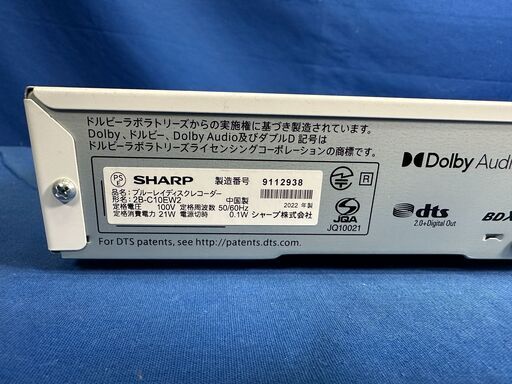 ドルビーラボラトリーズからの実施権に基づき製造されています。
Dolby、ドルビー、Dolby Audio及びダブルD 記号は
ドルビーラボラトリーズライセンシングコーポレーションの商標です。
Dolby Audio
PS
E
SHARP 製造番号 9112938
品名：ブルーレイディスクレコーダー
形名：2B-C10EW2 中国製
定格電圧 100V 定格周波数 50/60Hz 2022 年製
定格消費電力 21W 電源切時 0.1W シャープ株式会社
R
JQA
JQ10021
dts
2.0+Digital Out
BDX
For DTS patents, see http://patents.dts.com.